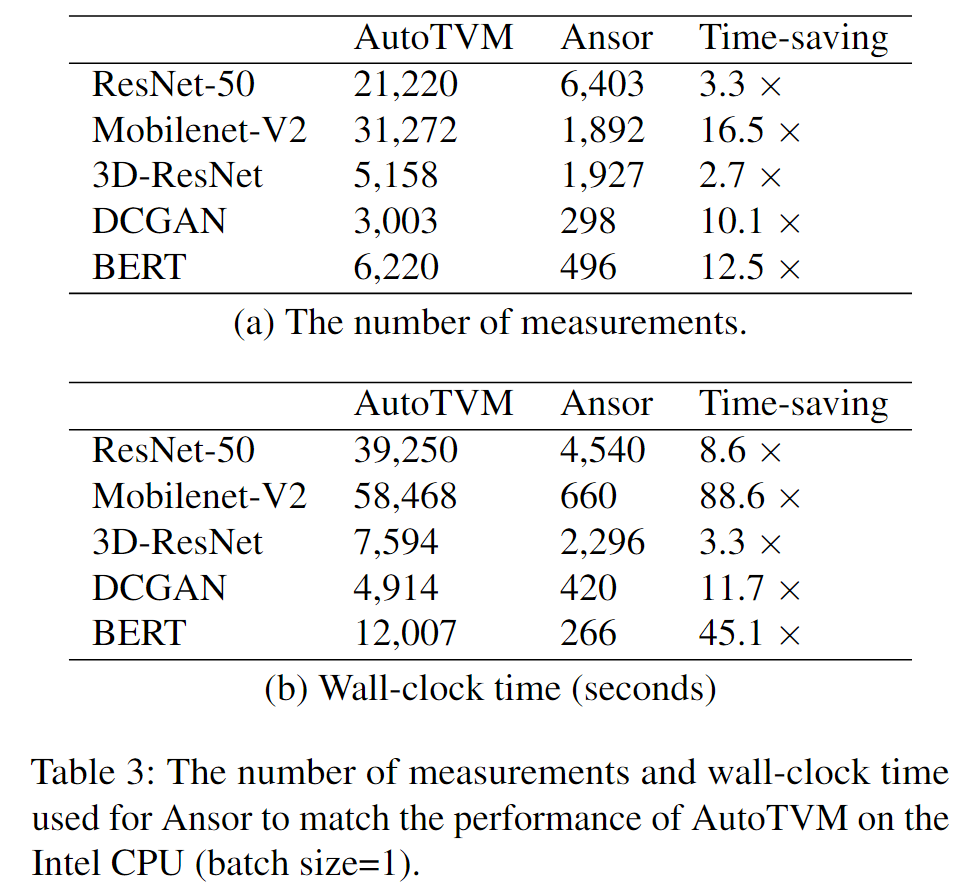 AutoTVM Ansor Time-saving
ResNet-50 21,220 6,403 3.3 ×
Mobilenet-V2 31,272 1,892 16.5 ×
3D-ResNet 5,158 1,927 2.7 ×
DCGAN 3,003 298 10.1 ×
BERT 6,220 496 12.5 ×
(a) The number of measurements.
AutoTVM Ansor Time-saving
ResNet-50 39,250 4,540 8.6 ×
Mobilenet-V2 58,468 660 88.6 ×
3D-ResNet 7,594 2,296 3.3 ×
DCGAN 4,914 420 11.7 ×
BERT 12,007 266 45.1 ×
(b) Wall-clock time (seconds)
Table 3: The number of measurements and wall-clock time
used for Ansor to match the performance of AutoTVM on the
Intel CPU (batch size=1).